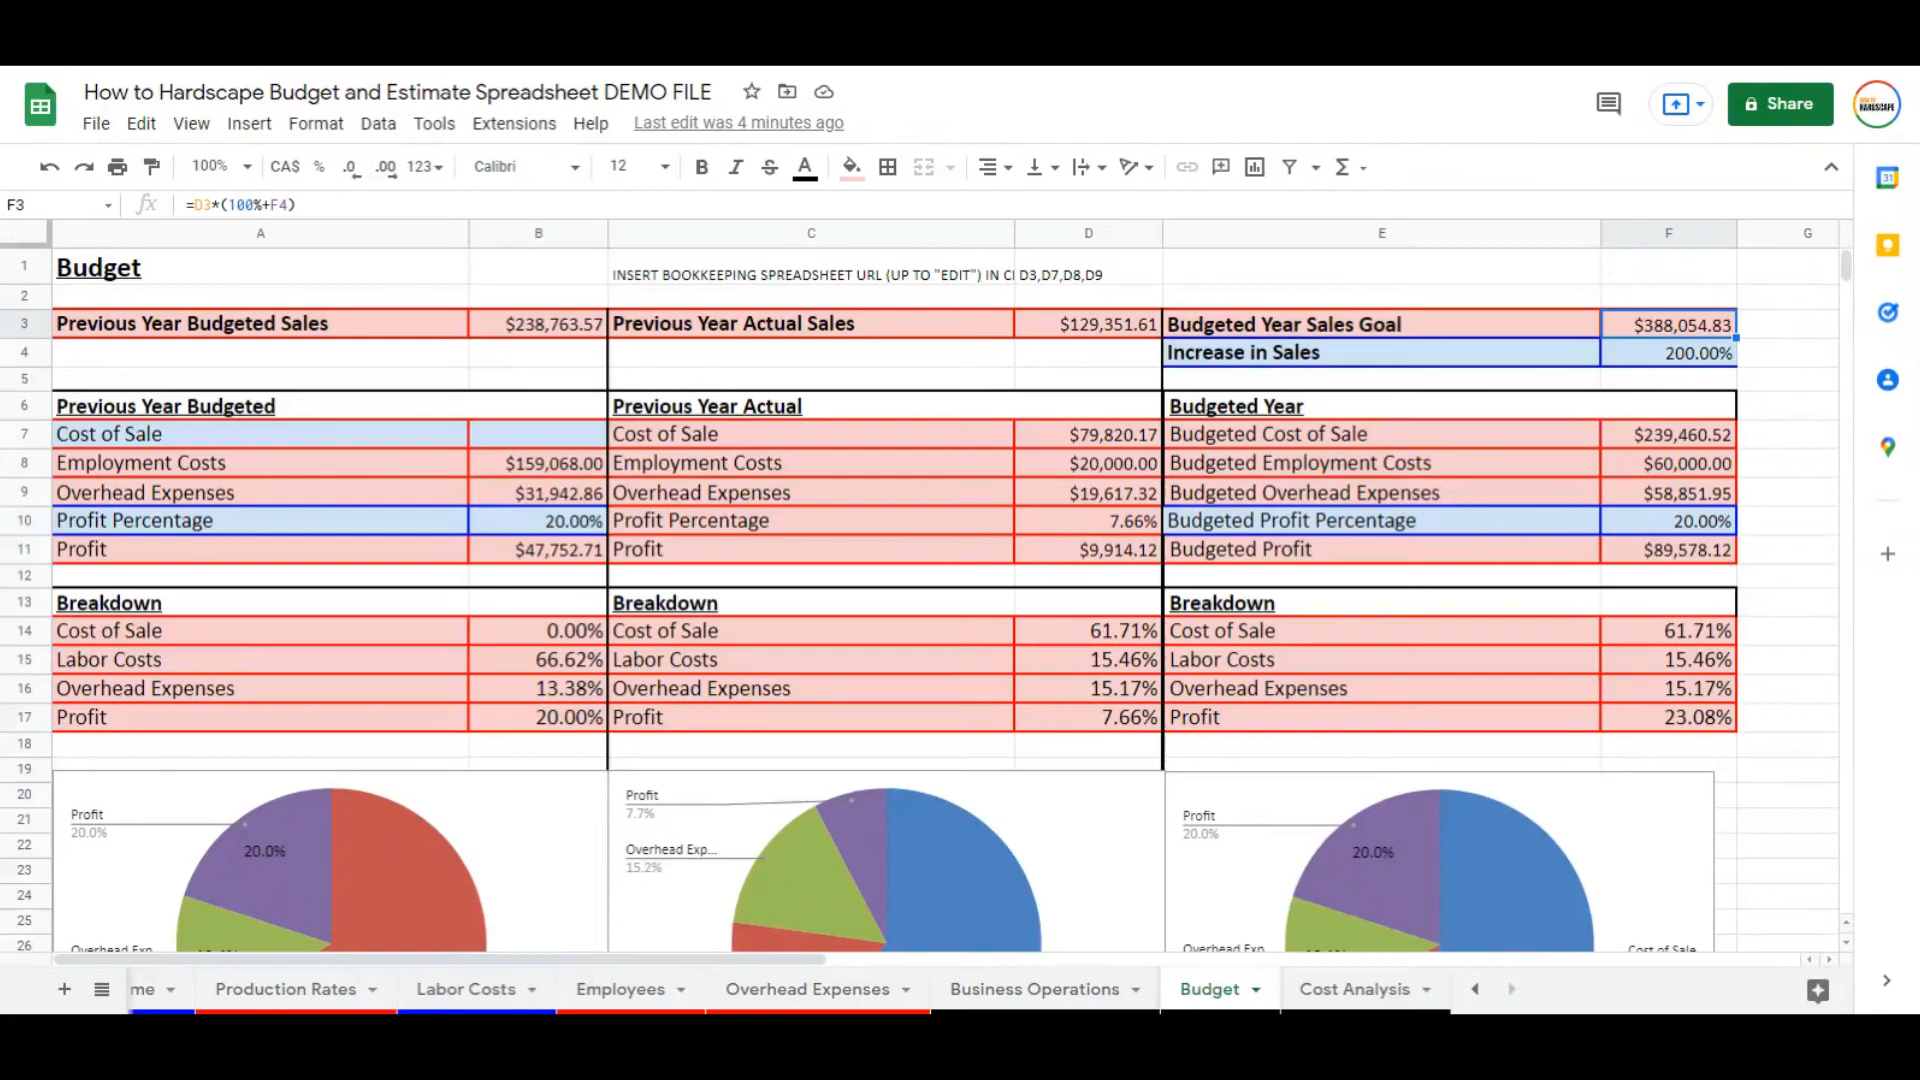 How to Hardscape Budget and Estimate Spreadsheet DEMO FILE
File Edit View Insert Format Data Tools Extensions Help Last edit was 4 minutes ago
Share
100% CA$ % .0 .00 123 Calibri 12 B I S A
F3 fx =D3*(100%+F4)
A B C D E F G
1 Budget INSERT BOOKKEEPING SPREADSHEET URL (UP TO "EDIT") IN CI D3,D7,D8,D9
2
3 Previous Year Budgeted Sales $238,763.57 Previous Year Actual Sales $129,351.61 Budgeted Year Sales Goal $388,054.83
4 Increase in Sales 200.00%
5
6 Previous Year Budgeted Previous Year Actual Budgeted Year
7 Cost of Sale Cost of Sale $79,820.17 Budgeted Cost of Sale $239,460.52
8 Employment Costs $159,068.00 Employment Costs $20,000.00 Budgeted Employment Costs $60,000.00
9 Overhead Expenses $31,942.86 Overhead Expenses $19,617.32 Budgeted Overhead Expenses $58,851.95
10 Profit Percentage 20.00% Profit Percentage 7.66% Budgeted Profit Percentage 20.00%
11 Profit $47,752.71 Profit $9,914.12 Budgeted Profit $89,578.12
12
13 Breakdown Breakdown Breakdown
14 Cost of Sale 0.00% Cost of Sale 61.71% Cost of Sale 61.71%
15 Labor Costs 66.62% Labor Costs 15.46% Labor Costs 15.46%
16 Overhead Expenses 13.38% Overhead Expenses 15.17% Overhead Expenses 15.17%
17 Profit 20.00% Profit 7.66% Profit 23.08%
18
19
20 Profit Profit Profit
21 20.0% 7.7% 20.0%
22 20.0% Overhead Exp... 20.0%
23 15.2%
24
25
26 Overhead Exp Overhead Exp Cost of Sale
me Production Rates Labor Costs Employees Overhead Expenses Business Operations Budget Cost Analysis
31
HARDSCAPE